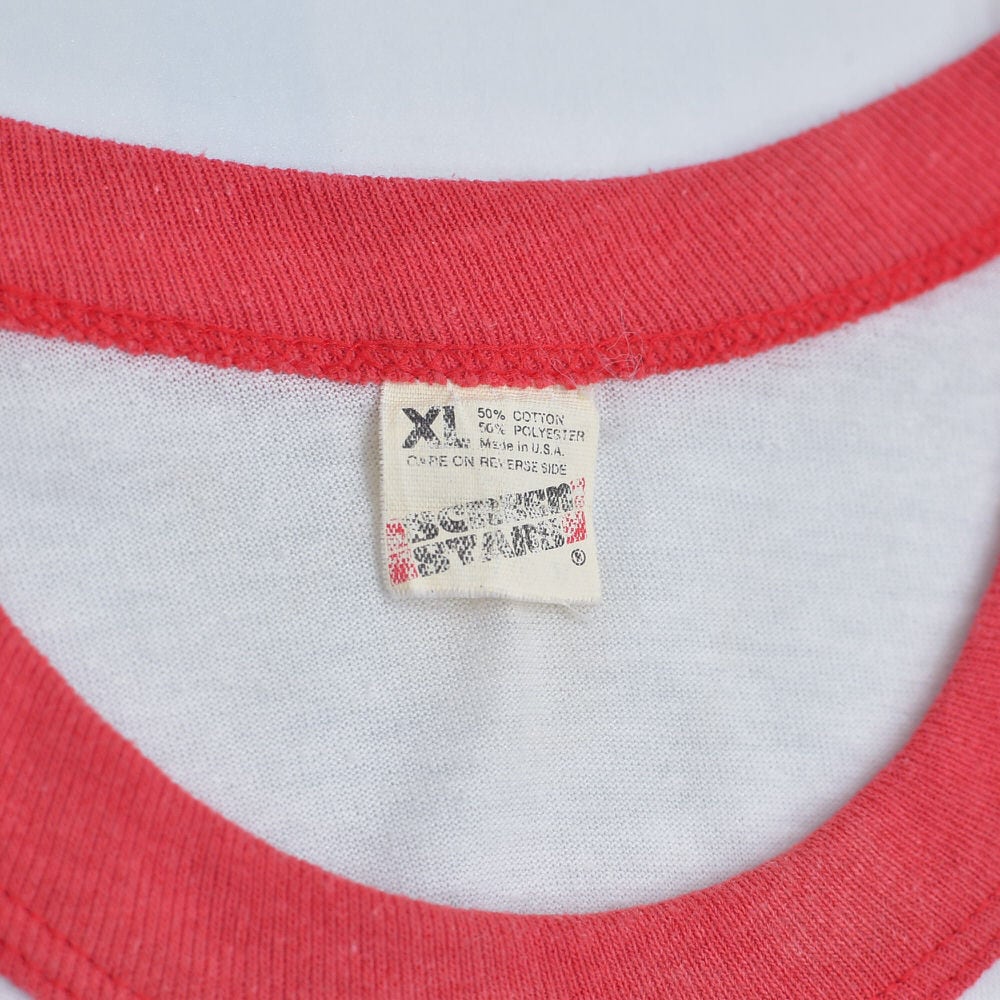 XL
50% COTTON
50% POLYESTER
Made in U.S.A.
CARE ON REVERSE SIDE
SCREEN
STARS
®